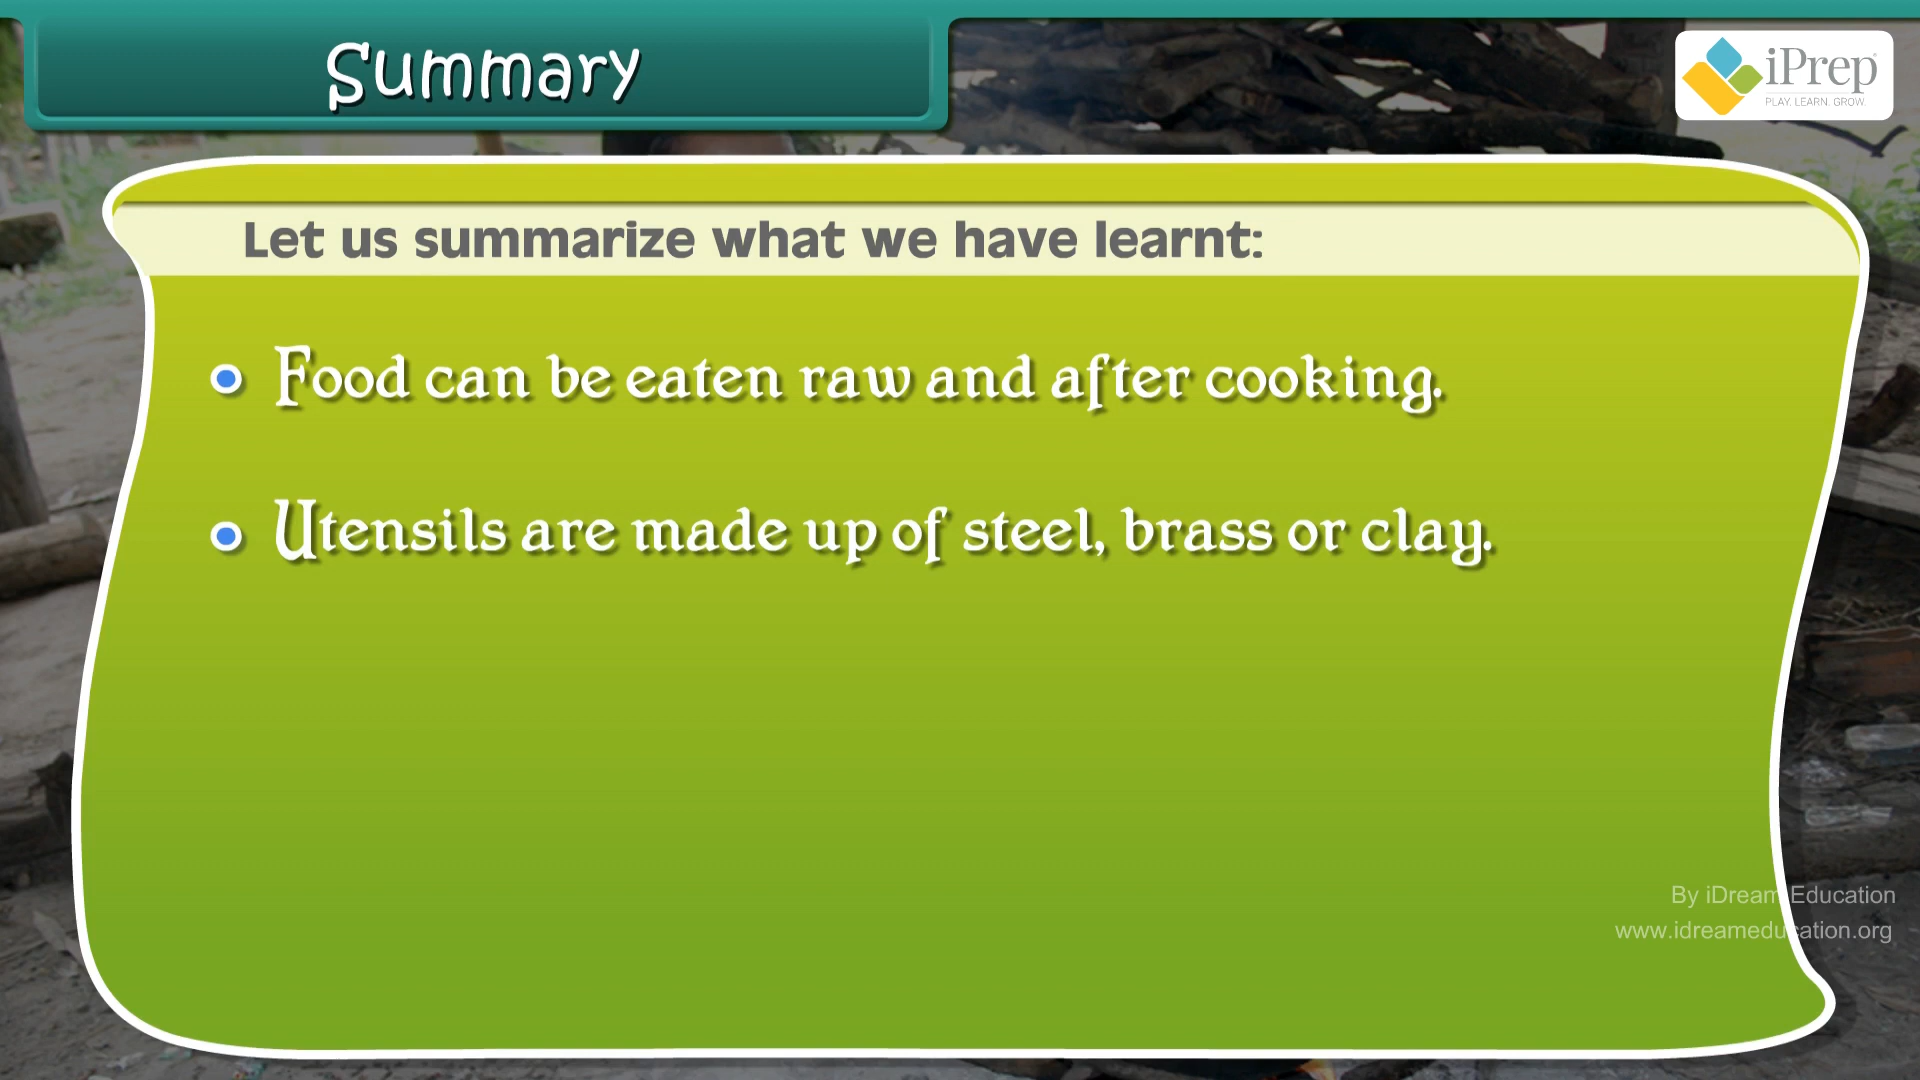 Summary
iPrep
PLAY. LEARN. GROW.
Let us summarize what we have learnt:
Food can be eaten raw and after cooking.
Utensils are made up of steel, brass or clay.
By iDream Education
www.idreameducation.org